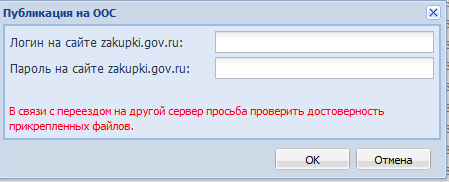 Публикация на ООС
Логин на сайте zakupki.gov.ru:
Пароль на сайте zakupki.gov.ru:
В связи с переездом на другой сервер просьба проверить достоверность
прикрепленных файлов.
OK Отмена